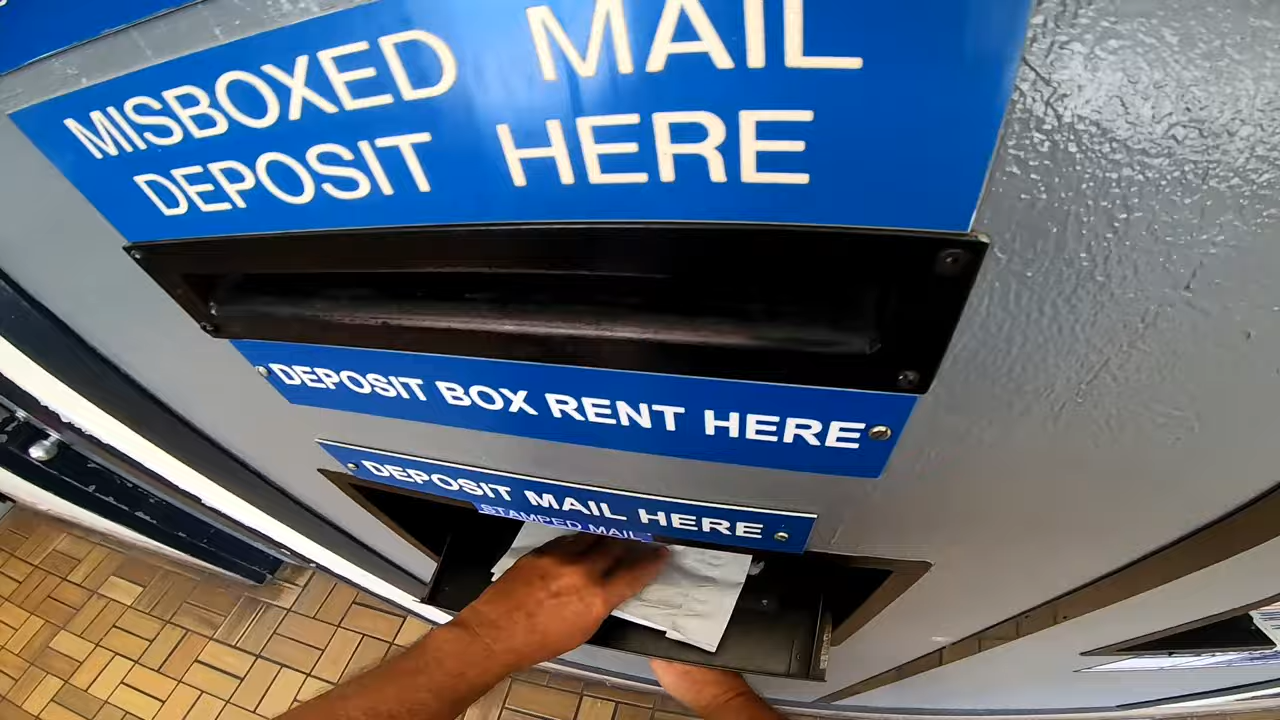 MISBOXED MAIL
DEPOSIT HERE
DEPOSIT BOX RENT HERE
DEPOSIT MAIL HERE
STAMPED MAIL